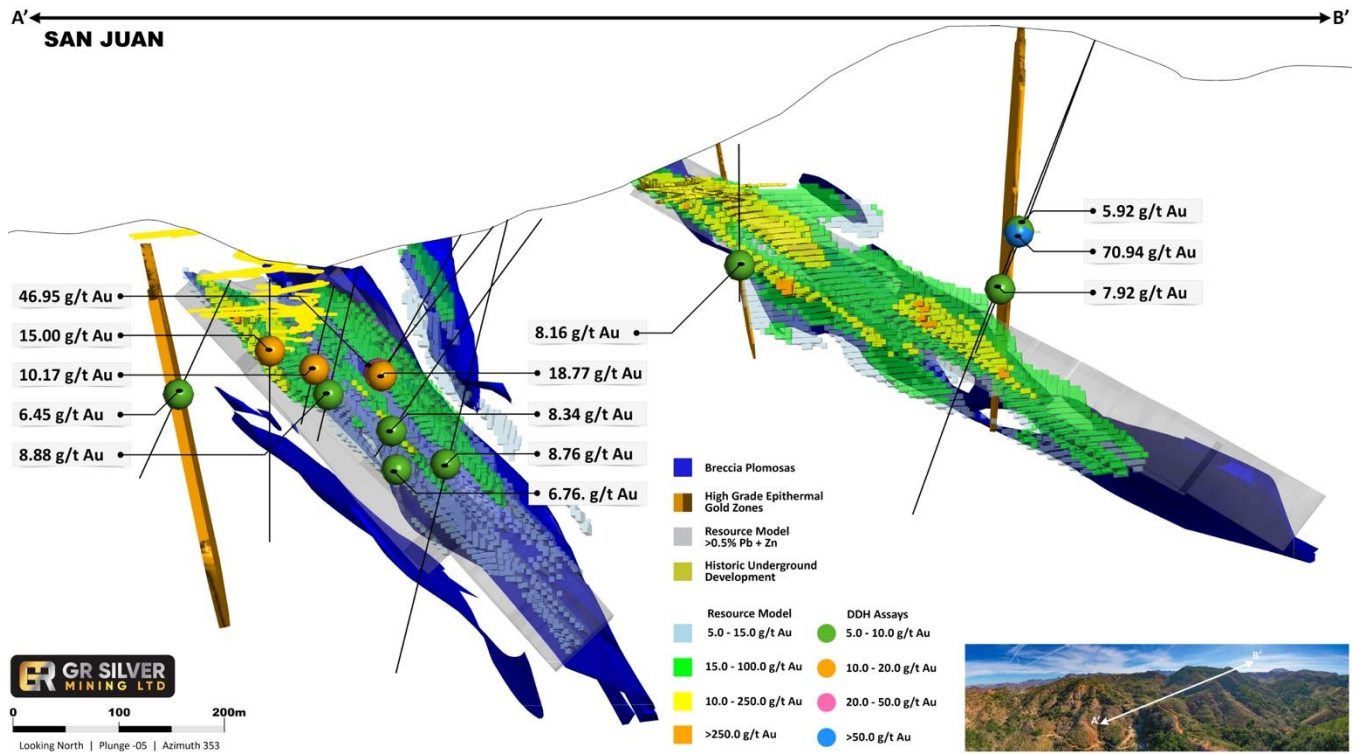 A’
B’
SAN JUAN
46.95 g/t Au
15.00 g/t Au
10.17 g/t Au
6.45 g/t Au
8.88 g/t Au
18.77 g/t Au
8.34 g/t Au
8.76 g/t Au
6.76. g/t Au
8.16 g/t Au
5.92 g/t Au
70.94 g/t Au
7.92 g/t Au
Breccia Plomosas
High Grade Epithermal
Gold Zones
Resource Model
>0.5% Pb + Zn
Historic Underground
Development
Resource Model
5.0 - 15.0 g/t Au
15.0 - 100.0 g/t Au
10.0 - 250.0 g/t Au
>250.0 g/t Au
DDH Assays
5.0 - 10.0 g/t Au
10.0 - 20.0 g/t Au
20.0 - 50.0 g/t Au
>50.0 g/t Au
GR GR SILVER
MINING LTD
0 100 200m
Looking North | Plunge -05 | Azimuth 353
A’
B’